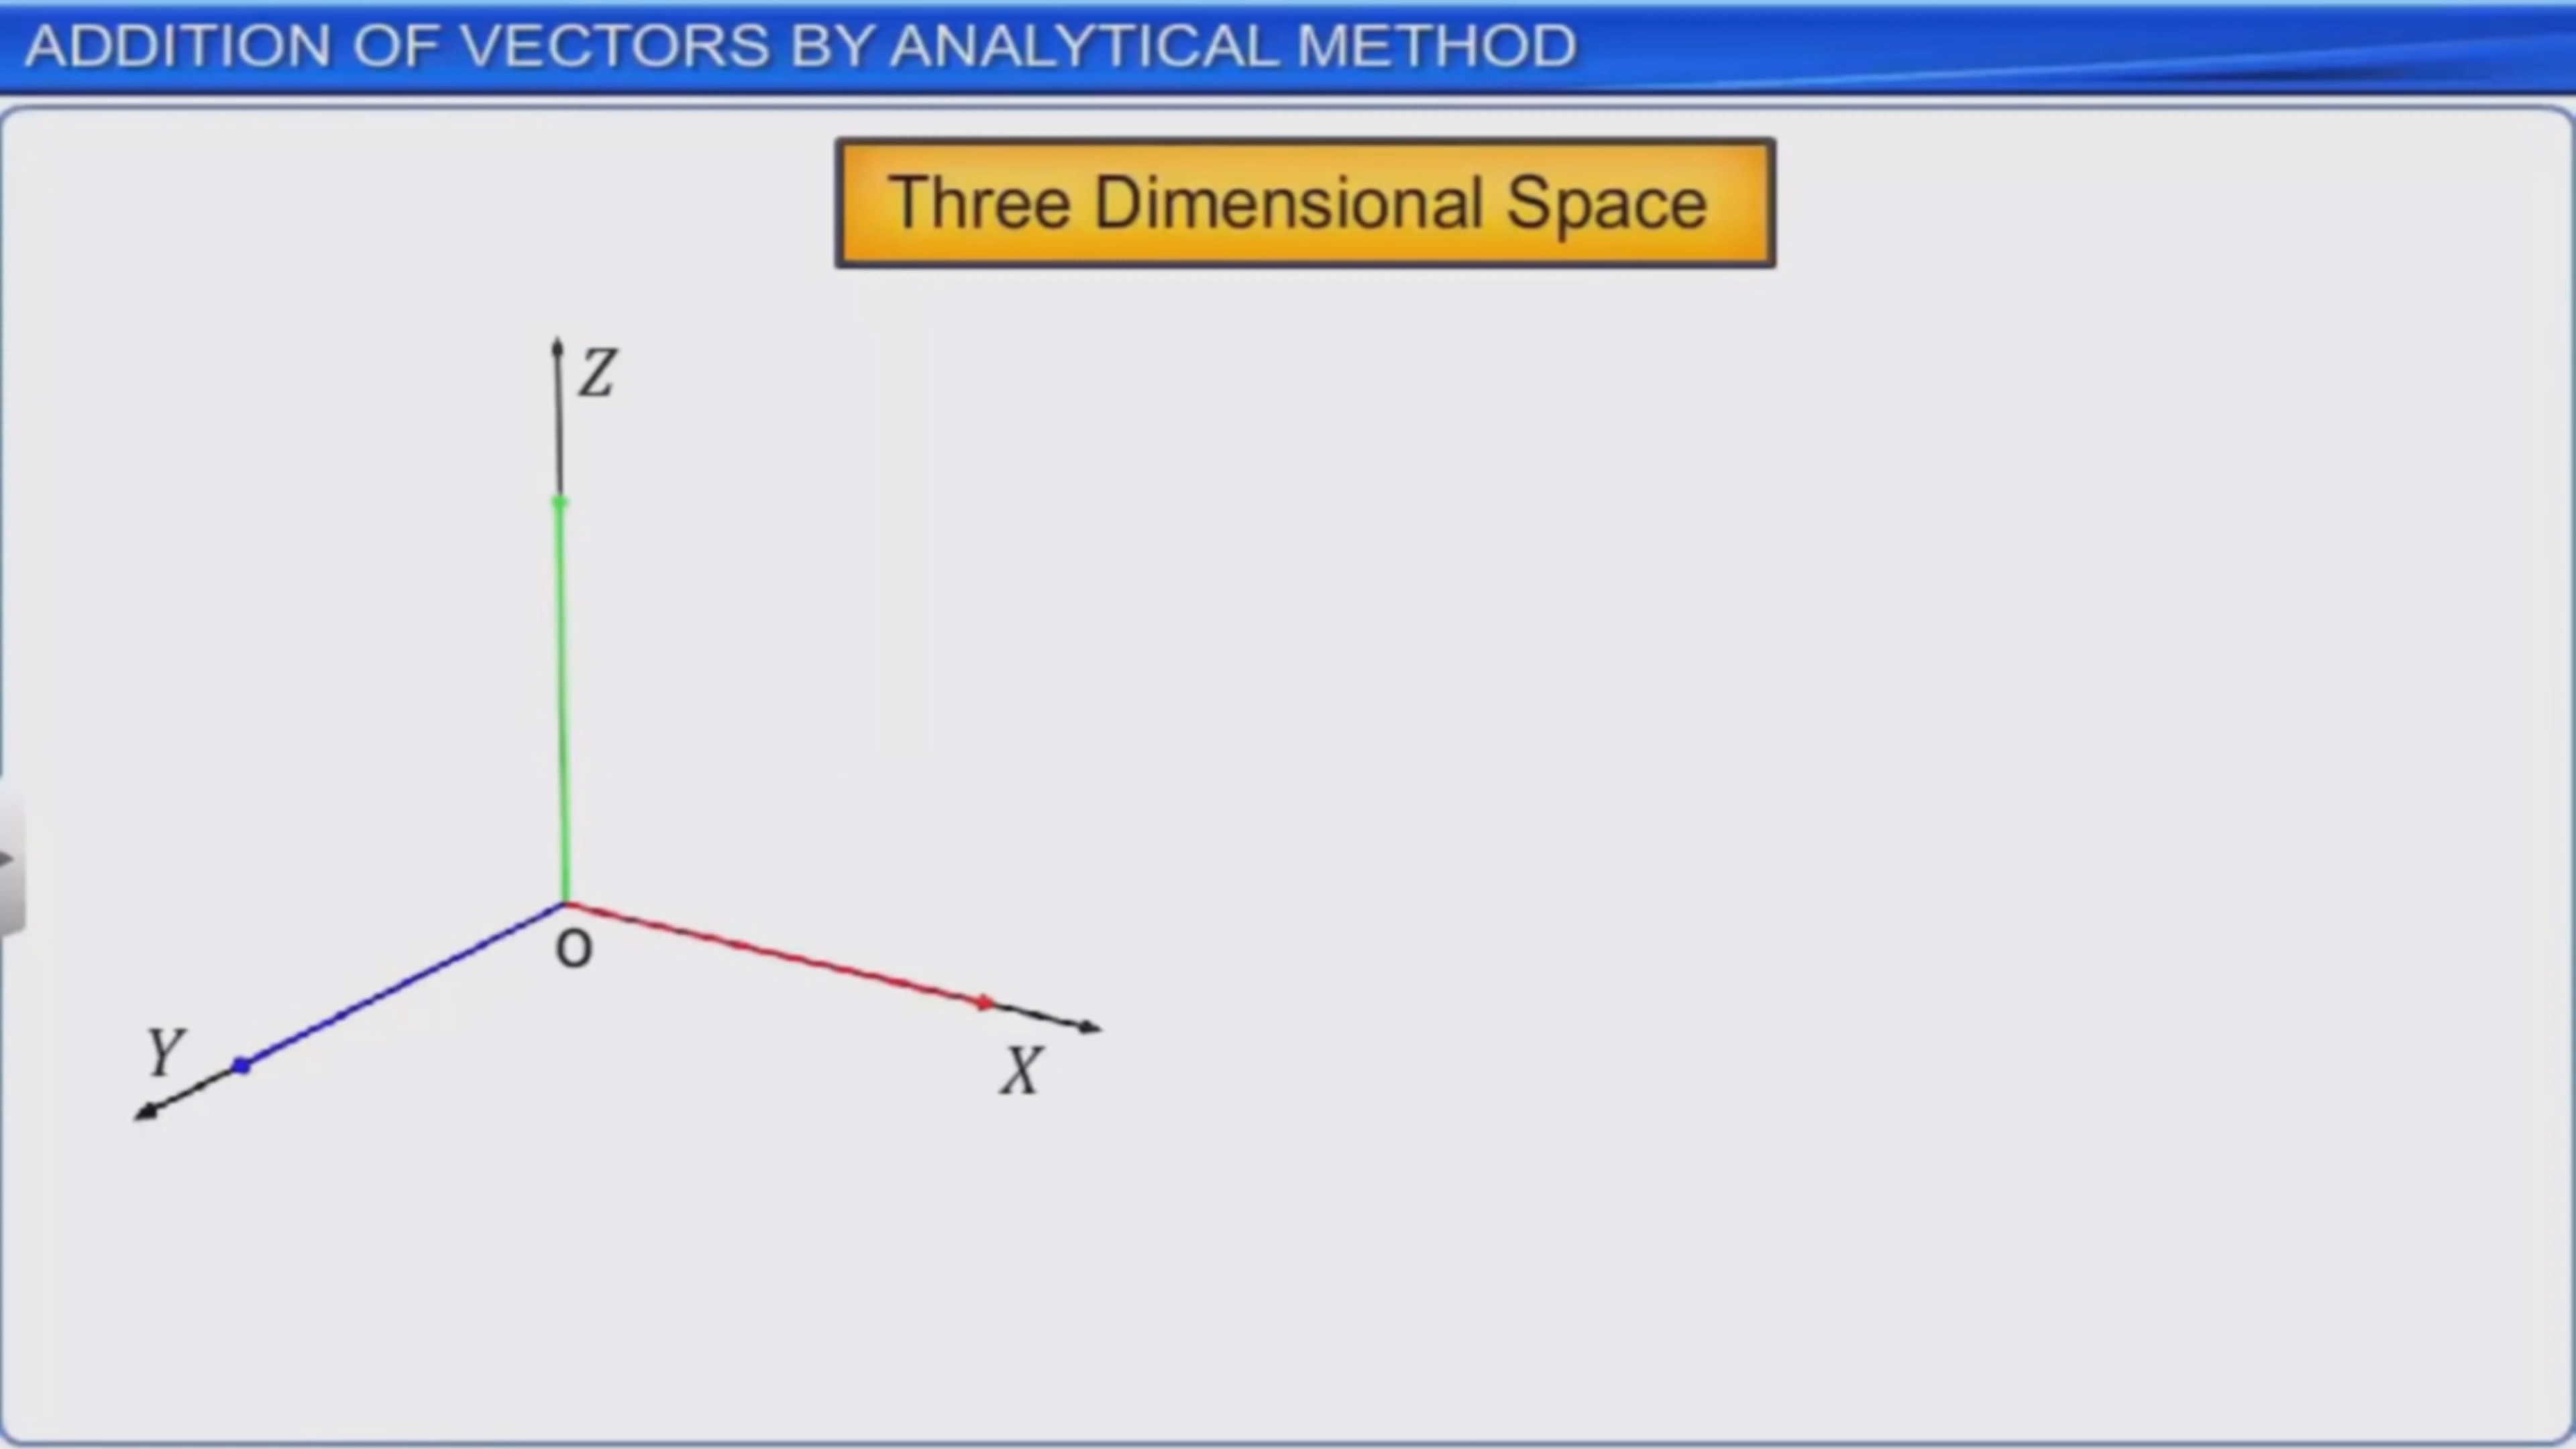 ADDITION OF VECTORS BY ANALYTICAL METHOD
Three Dimensional Space
Z
O
Y
X